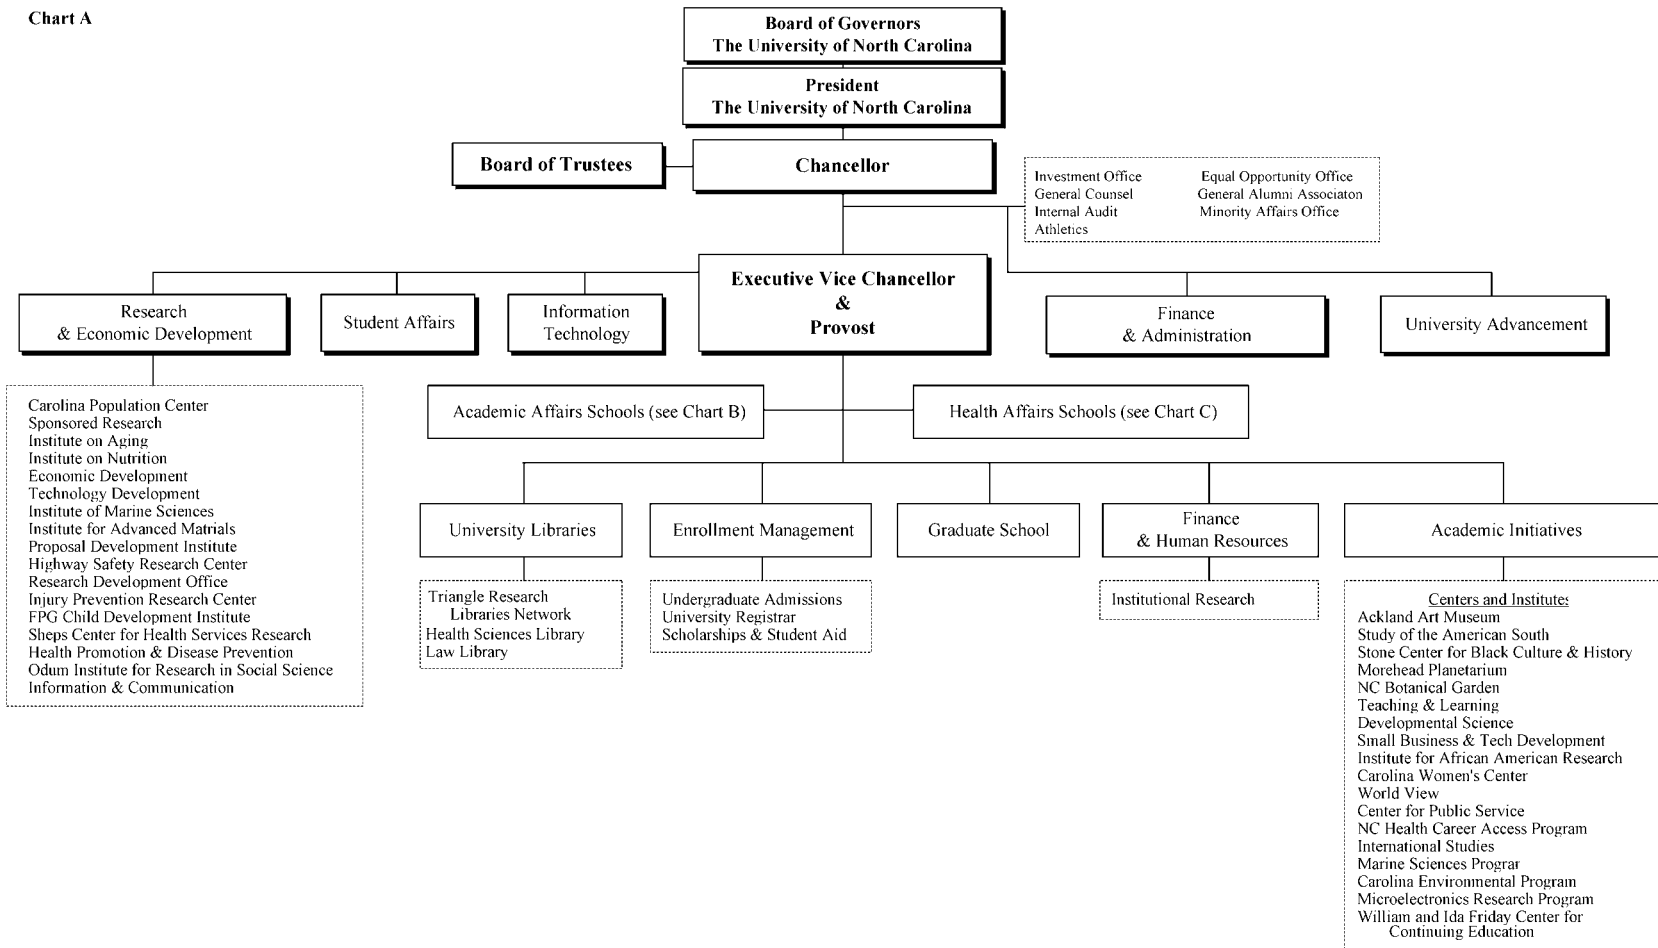 Chart A
Board of Governors
The University of North Carolina
President
The University of North Carolina
Board of Trustees
Chancellor
Investment Office
General Counsel
Internal Audit
Athletics
Equal Opportunity Office
General Alumni Associaton
Minority Affairs Office
Research
& Economic Development
Student Affairs
Information
Technology
Executive Vice Chancellor
&
Provost
Finance
& Administration
University Advancement
Carolina Population Center
Sponsored Research
Institute on Aging
Institute on Nutrition
Economic Development
Technology Development
Institute of Marine Sciences
Institute for Advanced Matrials
Proposal Development Institute
Highway Safety Research Center
Research Development Office
Injury Prevention Research Center
FPG Child Development Institute
Sheps Center for Health Services Research
Health Promotion & Disease Prevention
Odum Institute for Research in Social Science
Information & Communication
Academic Affairs Schools (see Chart B)
Health Affairs Schools (see Chart C)
University Libraries
Enrollment Management
Graduate School
Finance
& Human Resources
Academic Initiatives
Triangle Research
Libraries Network
Health Sciences Library
Law Library
Undergraduate Admissions
University Registrar
Scholarships & Student Aid
Institutional Research
Centers and Institutes
Ackland Art Museum
Study of the American South
Stone Center for Black Culture & History
Morehead Planetarium
NC Botanical Garden
Teaching & Learning
Developmental Science
Small Business & Tech Development
Institute for African American Research
Carolina Women's Center
World View
Center for Public Service
NC Health Career Access Program
International Studies
Marine Sciences Prograr
Carolina Environmental Program
Microelectronics Research Program
William and Ida Friday Center for
Continuing Education